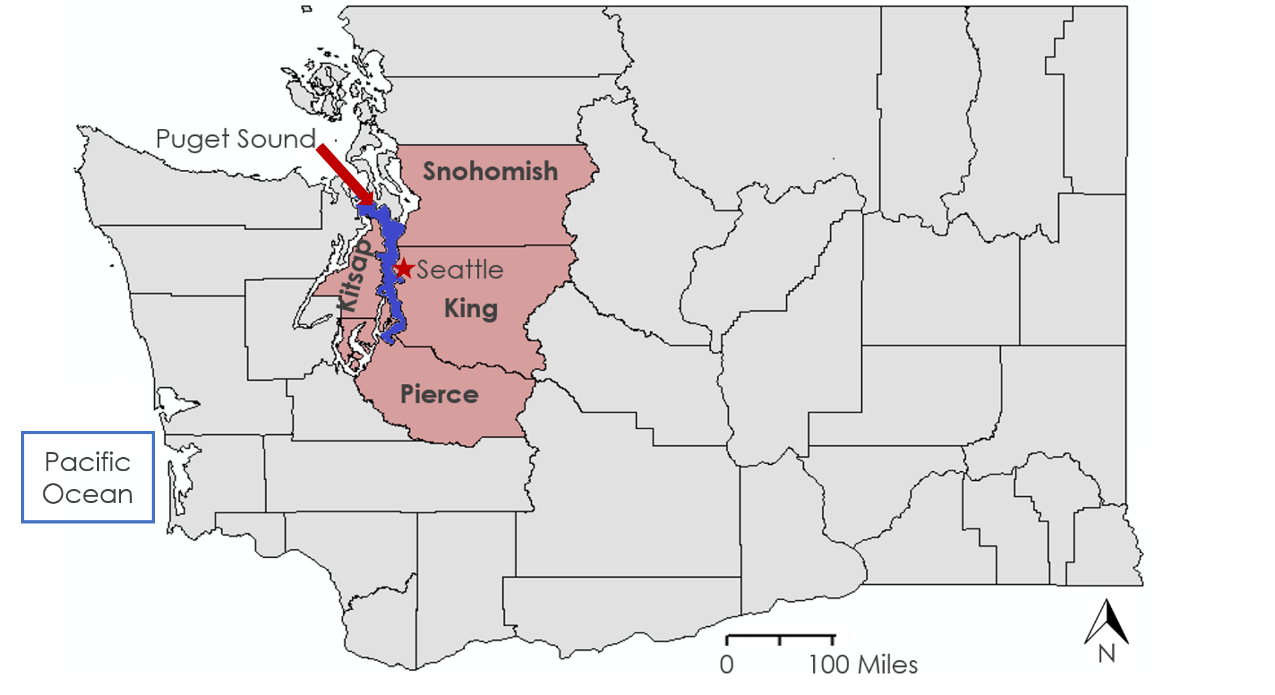 Puget Sound
Snohomish
Kitsap
Seattle
King
Pierce
Pacific
Ocean
0 100 Miles
N